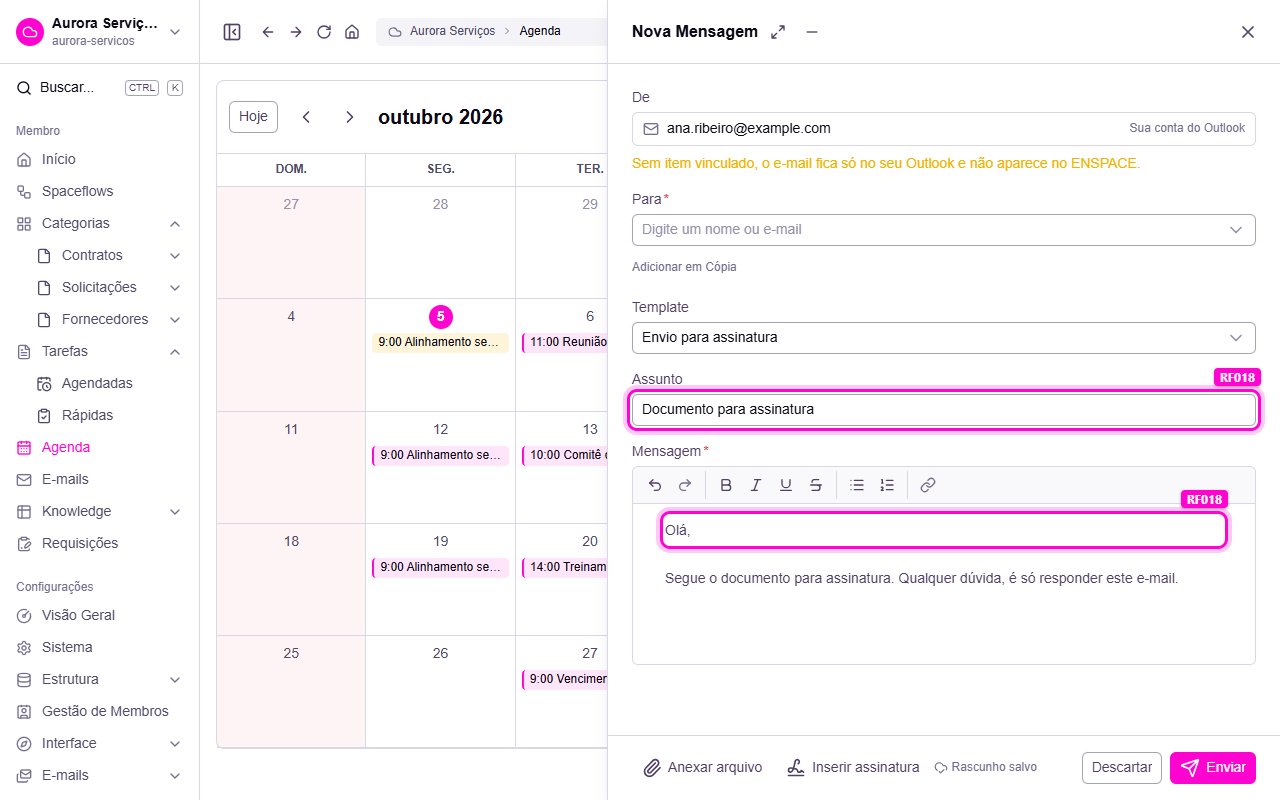 Aurora Serviç...
aurora-servicos
Buscar...
CTRL K
Membro
Início
Spaceflows
Categorias
Contratos
Solicitações
Fornecedores
Tarefas
Agendadas
Rápidas
Agenda
E-mails
Knowledge
Requisições
Configurações
Visão Geral
Sistema
Estrutura
Gestão de Membros
Interface
E-mails
Aurora Serviços
Agenda
Hoje
outubro 2026
DOM. SEG. TER.
27 28 29
4 5 6
9:00 Alinhamento se... 11:00 Reunião
11 12 13
9:00 Alinhamento se... 10:00 Comitê
18 19 20
9:00 Alinhamento se... 14:00 Treinam
25 26 27
9:00 Vencimen
Nova Mensagem
De
ana.ribeiro@example.com Sua conta do Outlook
Sem item vinculado, o e-mail fica só no seu Outlook e não aparece no ENSPACE.
Para*
Digite um nome ou e-mail
Adicionar em Cópia
Template
Envio para assinatura
Assunto RF018
Documento para assinatura
Mensagem*
RF018
Olá,
Segue o documento para assinatura. Qualquer dúvida, é só responder este e-mail.
Anexar arquivo Inserir assinatura Rascunho salvo Descartar Enviar